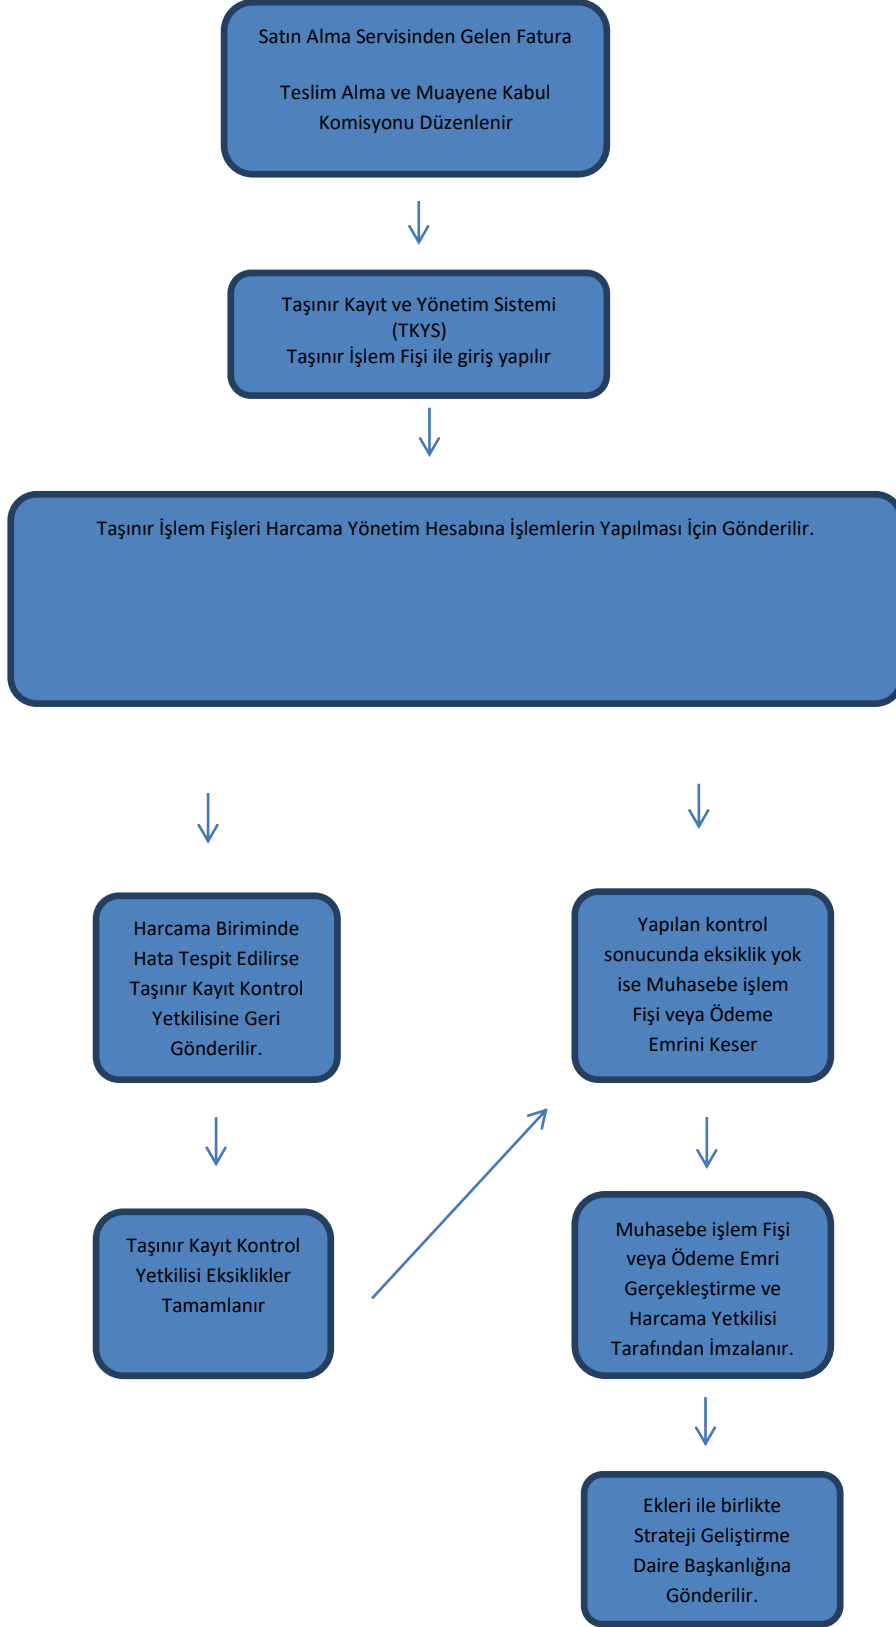 Satın Alma Servisinden Gelen Fatura
Teslim Alma ve Muayene Kabul
Komisyonu Düzenlenir
Taşınır Kayıt ve Yönetim Sistemi
(TKYS)
Taşınır İşlem Fişi ile giriş yapılır
Taşınır İşlem Fişleri Harcama Yönetim Hesabına İşlemlerin Yapılması İçin Gönderilir.
Harcama Biriminde
Hata Tespit Edilirse
Taşınır Kayıt Kontrol
Yetkilisine Geri
Gönderilir.
Yapılan kontrol
sonucunda eksiklik yok
ise Muhasebe işlem
Fişi veya Ödeme
Emrini Keser
Taşınır Kayıt Kontrol
Yetkilisi Eksiklikler
Tamamlanır
Muhasebe işlem Fişi
veya Ödeme Emri
Gerçekleştirme ve
Harcama Yetkilisi
Tarafından İmzalanır.
Ekleri ile birlikte
Strateji Geliştirme
Daire Başkanlığına
Gönderilir.